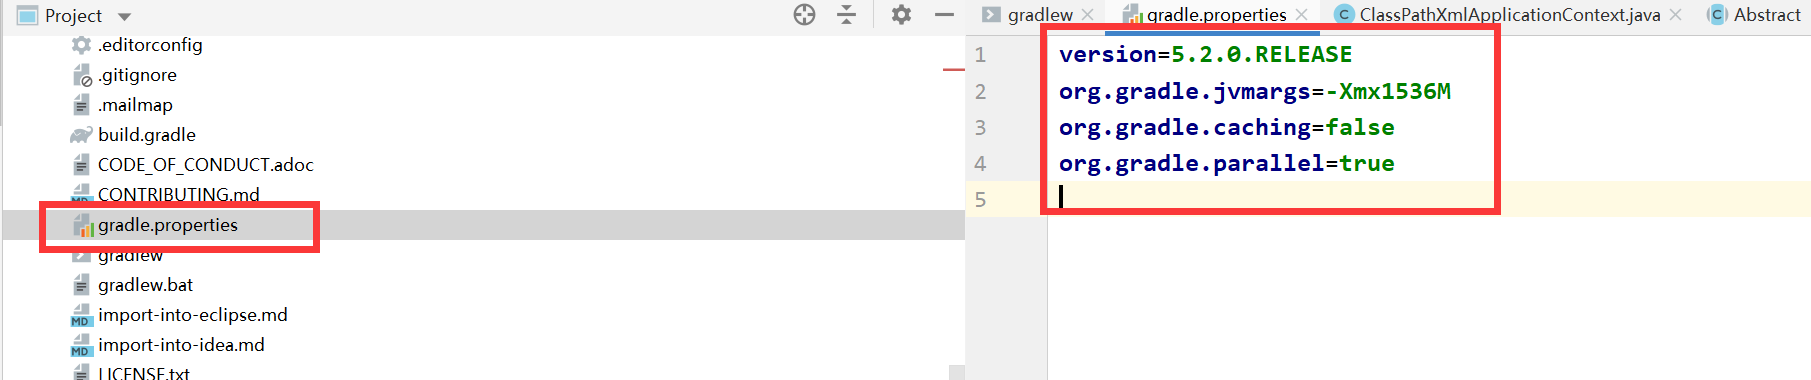 Project
.editorconfig
.gitignore
.mailmap
build.gradle
CODE_OF_CONDUCT.adoc
CONTRIBUTING.md
gradle.properties
gradlew
gradlew.bat
import-into-eclipse.md
import-into-idea.md
LICENSE.txt
gradlew
gradle.properties
ClassPathXmlApplicationContext.java
Abstract
1 version=5.2.0.RELEASE
2 org.gradle.jvmargs=-Xmx1536M
3 org.gradle.caching=false
4 org.gradle.parallel=true
5